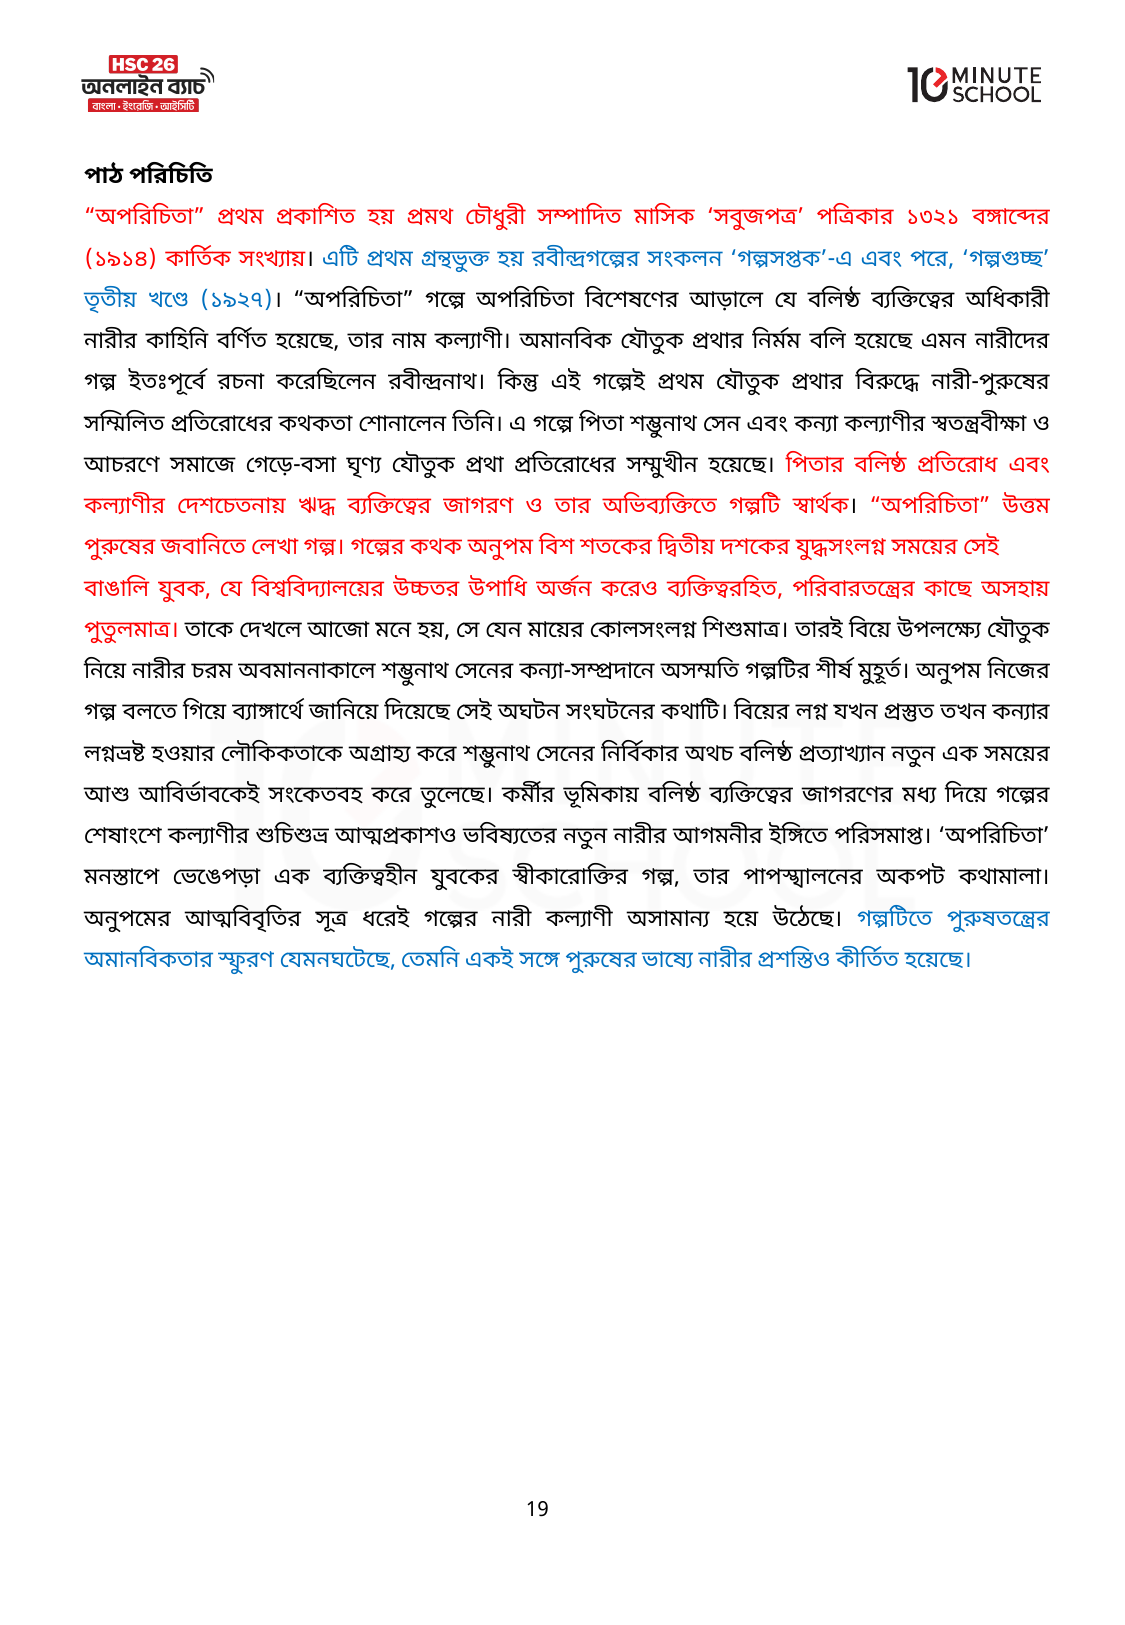 HSC 26
অনলাইন ব্যাচ
বাংলা • ইংরেজি • আইসিটি
10 MINUTE SCHOOL
পাঠ পরিচিতি
“অপরিচিতা” প্রথম প্রকাশিত হয় প্রমথ চৌধুরী সম্পাদিত মাসিক ‘সবুজপত্র’ পত্রিকার ১৩২১ বঙ্গাব্দের
(১৯১৪) কার্তিক সংখ্যায়। এটি প্রথম গ্রন্থভুক্ত হয় রবীন্দ্রগল্পের সংকলন ‘গল্পসপ্তক’-এ এবং পরে, ‘গল্পগুচ্ছ’
তৃতীয় খণ্ডে (১৯২৭)। “অপরিচিতা” গল্পে অপরিচিতা বিশেষণের আড়ালে যে বলিষ্ঠ ব্যক্তিত্বের অধিকারী
নারীর কাহিনি বর্ণিত হয়েছে, তার নাম কল্যাণী। অমানবিক যৌতুক প্রথার নির্মম বলি হয়েছে এমন নারীদের
গল্প ইতঃপূর্বে রচনা করেছিলেন রবীন্দ্রনাথ। কিন্তু এই গল্পেই প্রথম যৌতুক প্রথার বিরুদ্ধে নারী-পুরুষের
সম্মিলিত প্রতিরোধের কথকতা শোনালেন তিনি। এ গল্পে পিতা শম্ভুনাথ সেন এবং কন্যা কল্যাণীর স্বতন্ত্রবীক্ষা ও
আচরণে সমাজে গেড়ে-বসা ঘৃণ্য যৌতুক প্রথা প্রতিরোধের সম্মুখীন হয়েছে। পিতার বলিষ্ঠ প্রতিরোধ এবং
কল্যাণীর দেশচেতনায় ঋদ্ধ ব্যক্তিত্বের জাগরণ ও তার অভিব্যক্তিতে গল্পটি স্বার্থক। “অপরিচিতা” উত্তম
পুরুষের জবানিতে লেখা গল্প। গল্পের কথক অনুপম বিশ শতকের দ্বিতীয় দশকের যুদ্ধসংলগ্ন সময়ের সেই
বাঙালি যুবক, যে বিশ্ববিদ্যালয়ের উচ্চতর উপাধি অর্জন করেও ব্যক্তিত্বরহিত, পরিবারতন্ত্রের কাছে অসহায়
পুতুলমাত্র। তাকে দেখলে আজো মনে হয়, সে যেন মায়ের কোলসংলগ্ন শিশুমাত্র। তারই বিয়ে উপলক্ষ্যে যৌতুক
নিয়ে নারীর চরম অবমাননাকালে শম্ভুনাথ সেনের কন্যা-সম্প্রদানে অসম্মতি গল্পটির শীর্ষ মুহূর্ত। অনুপম নিজের
গল্প বলতে গিয়ে ব্যাঙ্গার্থে জানিয়ে দিয়েছে সেই অঘটন সংঘটনের কথাটি। বিয়ের লগ্ন যখন প্রস্তুত তখন কন্যার
লগ্নভ্রষ্ট হওয়ার লৌকিকতাকে অগ্রাহ্য করে শম্ভুনাথ সেনের নির্বিকার অথচ বলিষ্ঠ প্রত্যাখ্যান নতুন এক সময়ের
আশু আবির্ভাবকেই সংকেতবহ করে তুলেছে। কর্মীর ভূমিকায় বলিষ্ঠ ব্যক্তিত্বের জাগরণের মধ্য দিয়ে গল্পের
শেষাংশে কল্যাণীর শুচিশুভ্র আত্মপ্রকাশও ভবিষ্যতের নতুন নারীর আগমনীর ইঙ্গিতে পরিসমাপ্ত। ‘অপরিচিতা’
মনস্তাপে ভেঙেপড়া এক ব্যক্তিত্বহীন যুবকের স্বীকারোক্তির গল্প, তার পাপস্খালনের অকপট কথামালা।
অনুপমের আত্মবিবৃতির সূত্র ধরেই গল্পের নারী কল্যাণী অসামান্য হয়ে উঠেছে। গল্পটিতে পুরুষতন্ত্রের
অমানবিকতার স্ফুরণ যেমনঘটেছে, তেমনি একই সঙ্গে পুরুষের ভাষ্যে নারীর প্রশস্তিও কীর্তিত হয়েছে।
19